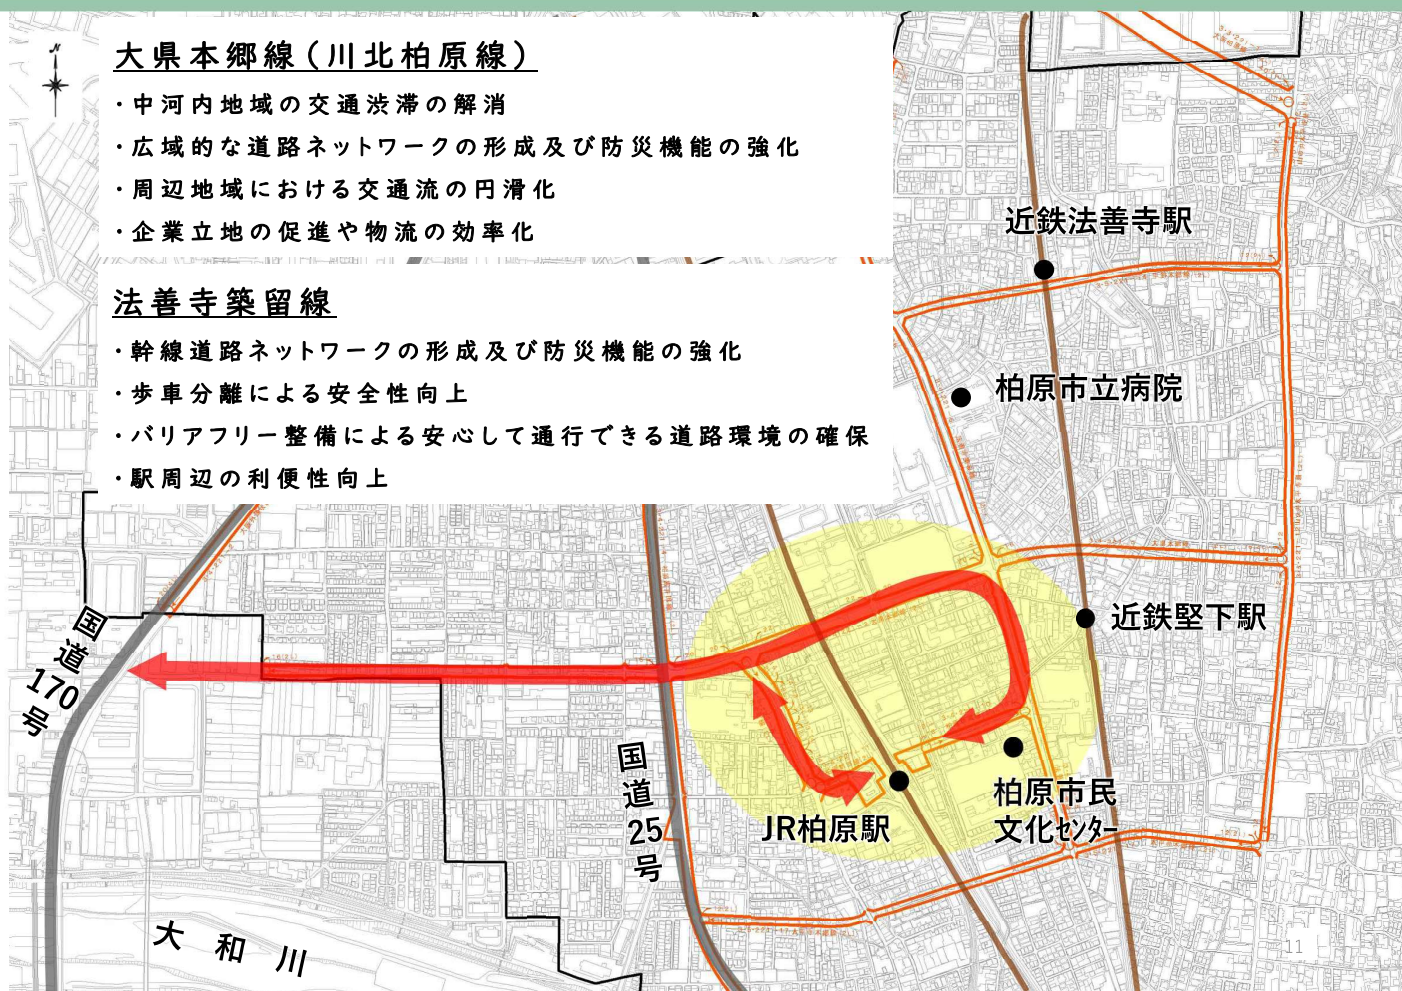 大県本郷線（川北柏原線）
・中河内地域の交通渋滞の解消
・広域的な道路ネットワークの形成及び防災機能の強化
・周辺地域における交通流の円滑化
・企業立地の促進や物流の効率化
法善寺築留線
・幹線道路ネットワークの形成及び防災機能の強化
・歩車分離による安全性向上
・バリアフリー整備による安心して通行できる道路環境の確保
・駅周辺の利便性向上
N
近鉄法善寺駅
柏原市立病院
近鉄堅下駅
国道170号
国道25号
JR柏原駅
柏原市民
文化センター
大和川
11